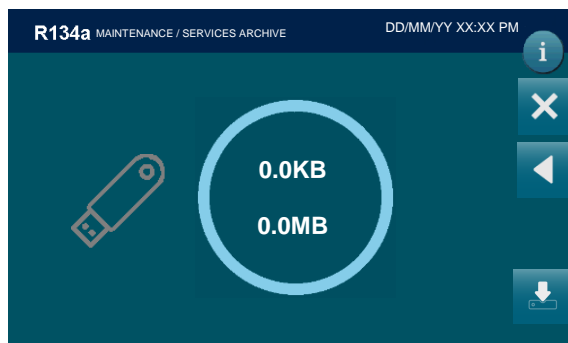 R134a MAINTENANCE / SERVICES ARCHIVE DD/MM/YY XX:XX PM
i
0.0KB
0.0MB